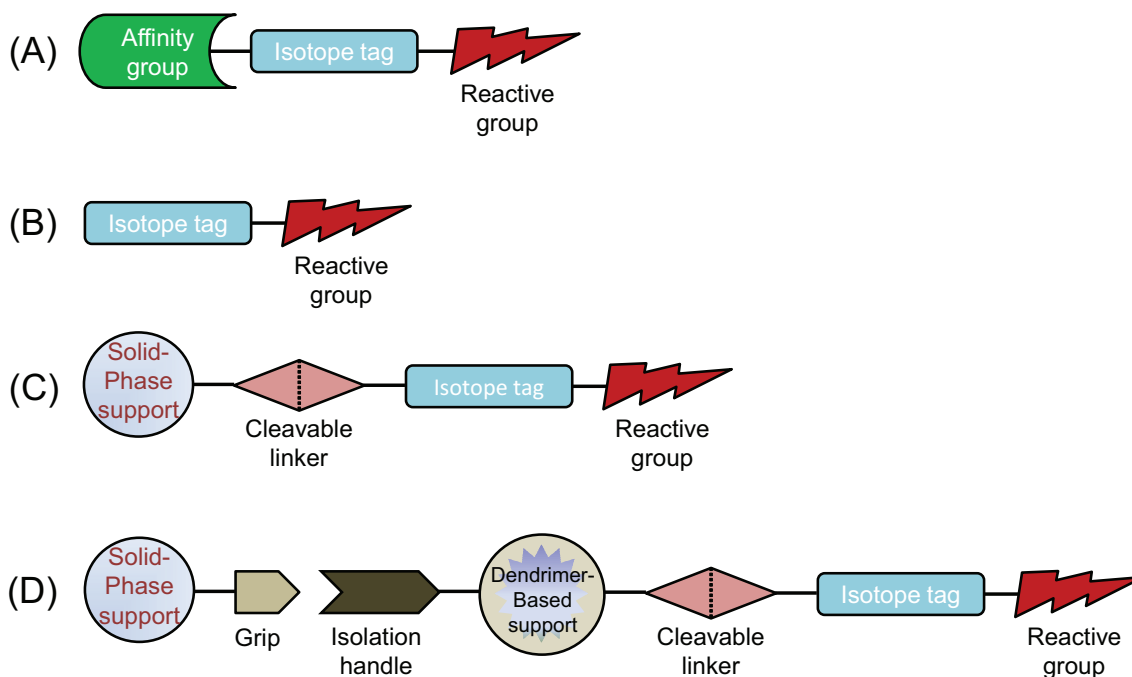 (A)
Affinity
group
Isotope tag
Reactive
group
(B)
Isotope tag
Reactive
group
(C)
Solid-
Phase
support
Cleavable
linker
Isotope tag
Reactive
group
(D)
Solid-
Phase
support
Grip
Isolation
handle
Dendrimer-
Based
support
Cleavable
linker
Isotope tag
Reactive
group